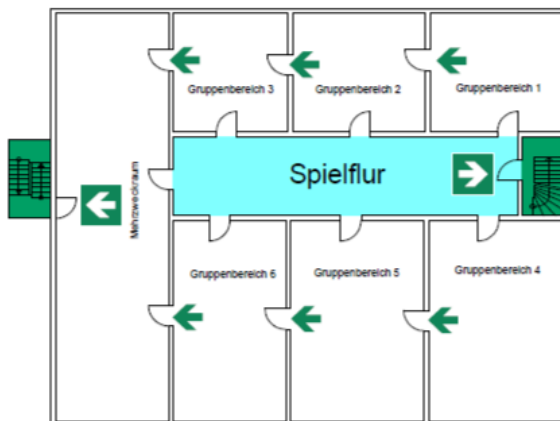 Gruppenbereich 3
Gruppenbereich 2
Gruppenbereich 1
Spielflur
Mehrzweckraum
Gruppenbereich 6
Gruppenbereich 5
Gruppenbereich 4